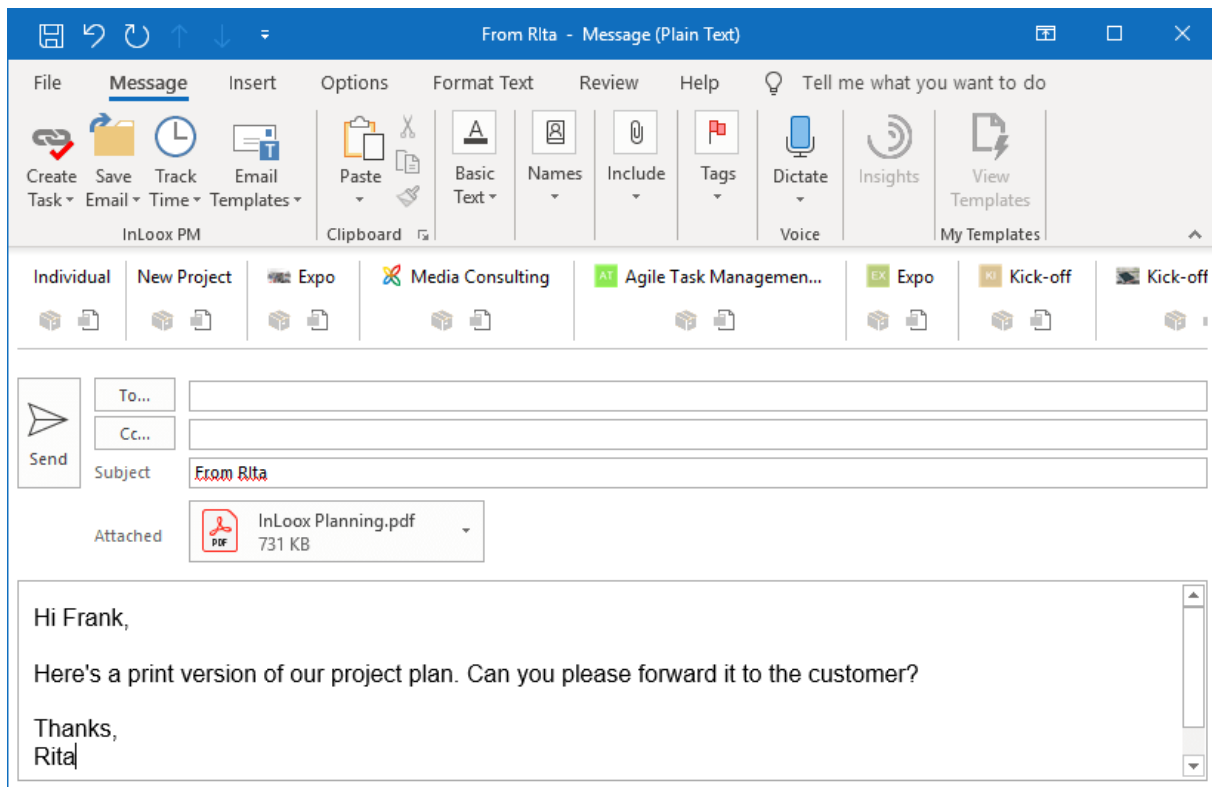 From RIta - Message (Plain Text)
File Message Insert Options Format Text Review Help Tell me what you want to do
Create Task Save Email Track Time Email Templates Paste Basic Text Names Include Tags Dictate Insights View Templates
InLoox PM Clipboard Voice My Templates
Individual New Project Expo Media Consulting AT Agile Task Managemen... EX Expo KI Kick-off Kick-off
To...
Cc...
Send
Subject From RIta
Attached PDF InLoox Planning.pdf
731 KB
Hi Frank,
Here's a print version of our project plan. Can you please forward it to the customer?
Thanks,
Rita